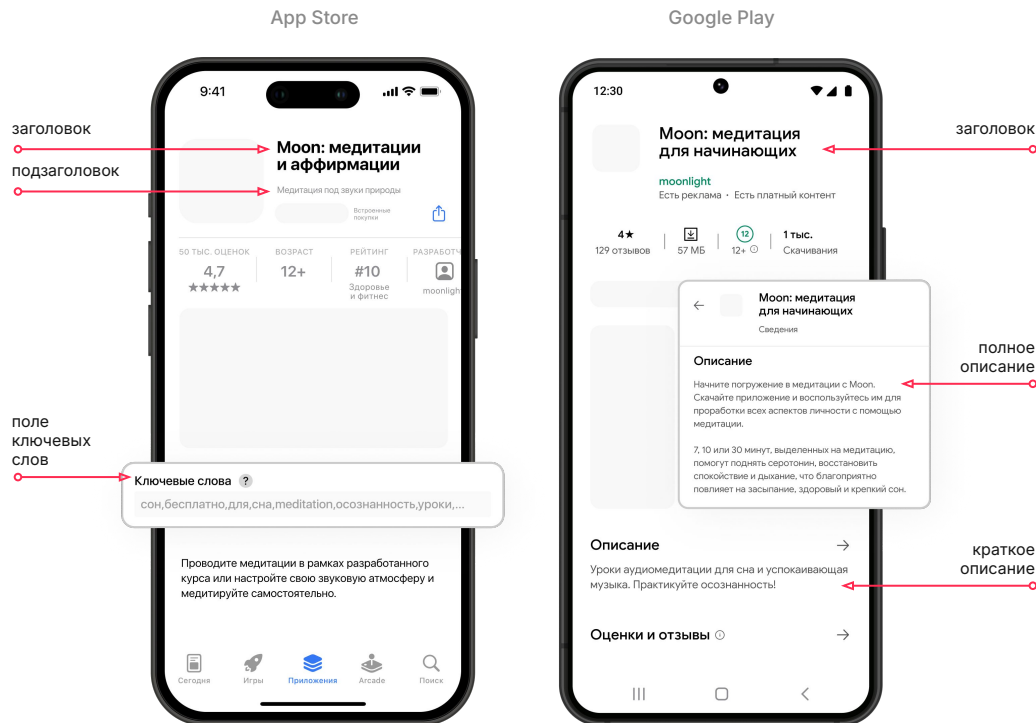 App Store
Google Play
9:41
заголовок
Moon: медитации
и аффирмации
подзаголовок
Медитация под звуки природы
Встроенные
покупки
50 ТЫС. ОЦЕНОК
ВОЗРАСТ
РЕЙТИНГ
РАЗРАБОТЧ
4,7
12+
#10
★★★★★
Здоровье
и фитнес
moonligh
поле
ключевых
слов
Ключевые слова ?
сон,бесплатно,для,сна,meditation,осознанность,уроки,...
Проводите медитации в рамках разработанного
курса или настройте свою звуковую атмосферу и
медитируйте самостоятельно.
Сегодня
Игры
Приложения
Arcade
Поиск
12:30
Moon: медитация
для начинающих
заголовок
moonlight
Есть реклама • Есть платный контент
4★
12
1 тыс.
129 отзывов
57 МБ
12+
Скачивания
Moon: медитация
для начинающих
Сведения
полное
описание
Описание
Начните погружение в медитации с Moon.
Скачайте приложение и воспользуйтесь им для
проработки всех аспектов личности с помощью
медитации.
7, 10 или 30 минут, выделенных на медитацию,
помогут поднять серотонин, восстановить
спокойствие и дыхание, что благоприятно
повлияет на засыпание, здоровый и крепкий сон.
Описание
Уроки аудиомедитации для сна и успокаивающая
музыка. Практикуйте осознанность!
краткое
описание
Оценки и отзывы